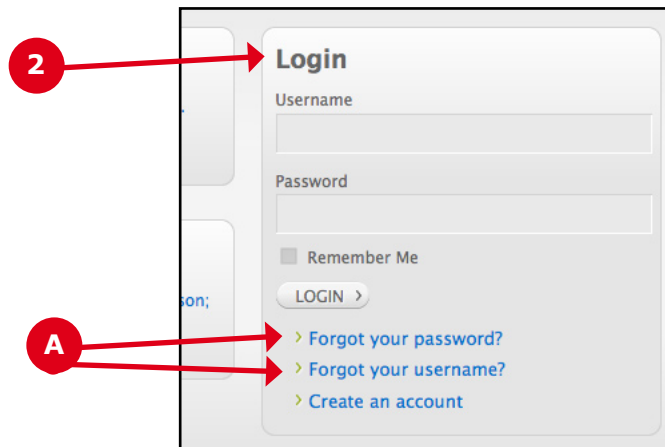 2
Login
Username
Password
Remember Me
son;
LOGIN >
A
> Forgot your password?
> Forgot your username?
> Create an account